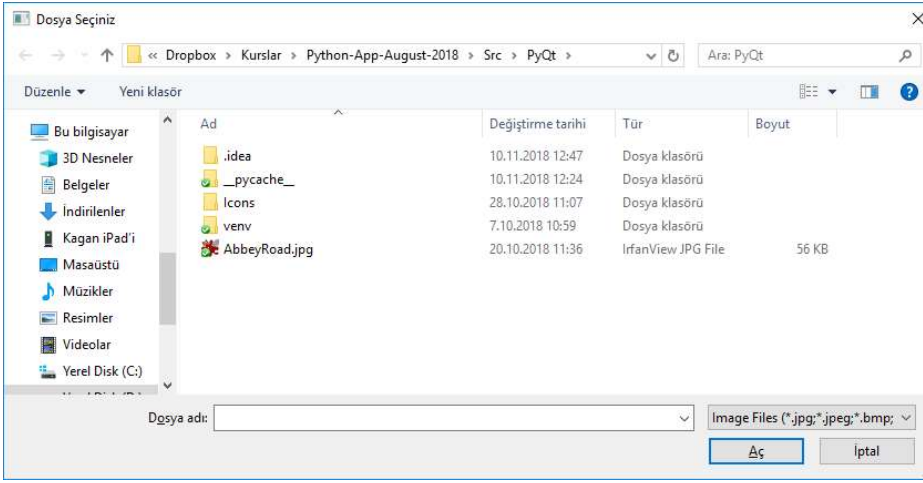 Dosya Seçiniz
« Dropbox › Kurslar › Python-App-August-2018 › Src › PyQt ›
Ara: PyQt
Düzenle
Yeni klasör
Ad Değiştirme tarihi Tür Boyut
Bu bilgisayar
3D Nesneler
Belgeler
İndirilenler
Kagan iPad'i
Masaüstü
Müzikler
Resimler
Videolar
Yerel Disk (C:)
.idea 10.11.2018 12:47 Dosya klasörü
__pycache__ 10.11.2018 12:24 Dosya klasörü
Icons 28.10.2018 11:07 Dosya klasörü
venv 7.10.2018 10:59 Dosya klasörü
AbbeyRoad.jpg 20.10.2018 11:36 IrfanView JPG File 56 KB
Dosya adı:
Image Files (*.jpg;*.jpeg;*.bmp;
Aç
İptal